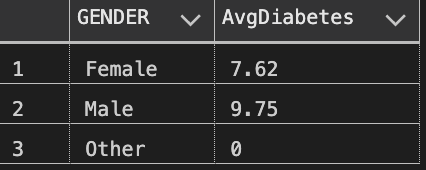 GENDER AvgDiabetes
1 Female 7.62
2 Male 9.75
3 Other 0